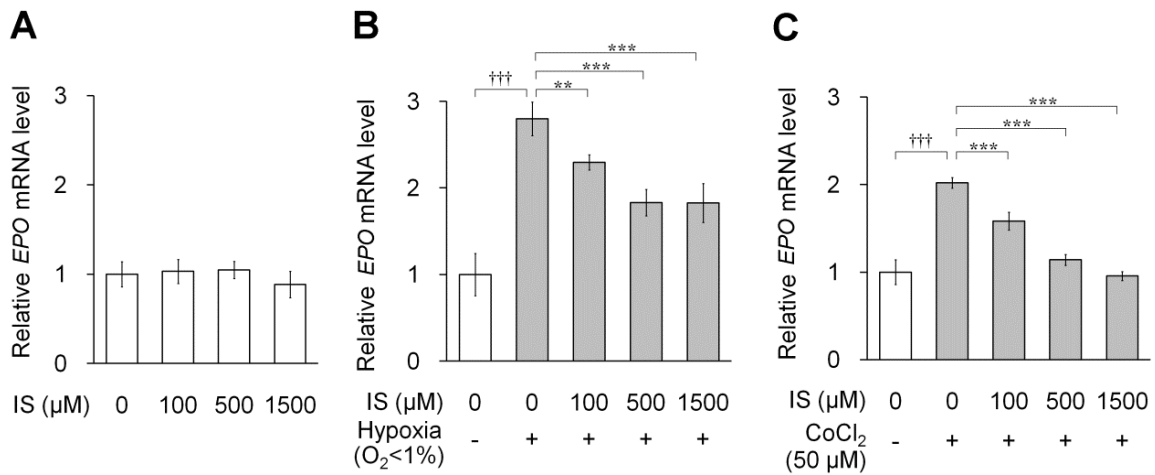 A
Relative EPO mRNA level
3
2
1
0
IS (µM) 0 100 500 1500
B
Relative EPO mRNA level
3
2
1
0
***
***
††† **
IS (µM) 0 0 100 500 1500
Hypoxia
(O₂<1%) - + + + +
C
Relative EPO mRNA level
3
2
1
0
***
***
††† ***
IS (µM) 0 0 100 500 1500
CoCl₂
(50 µM) - + + + +